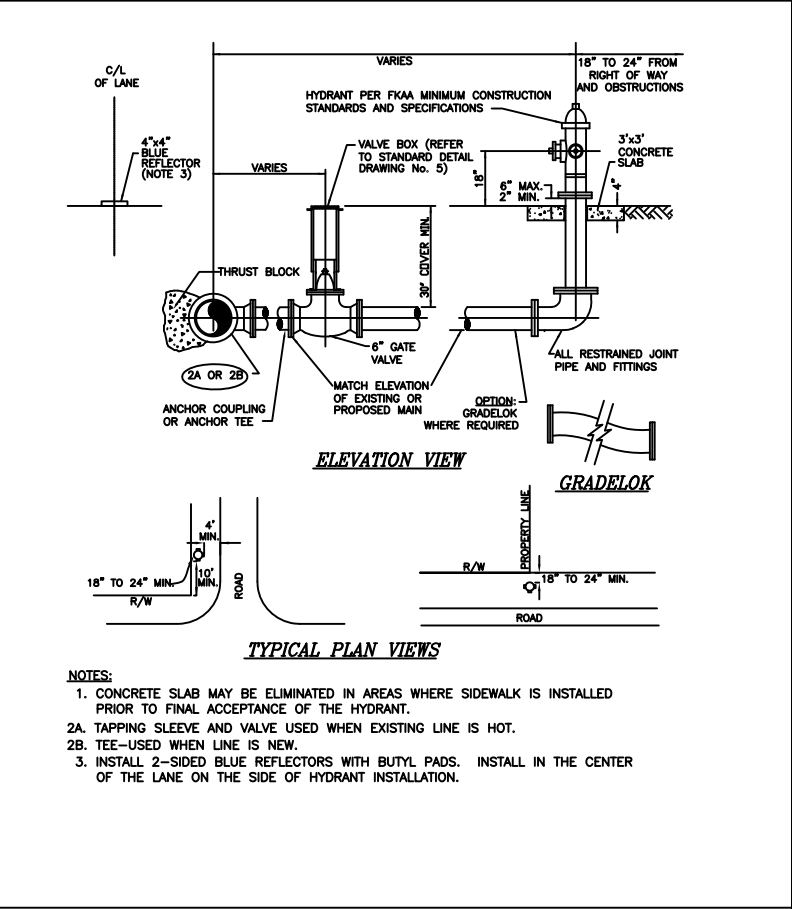 VARIES
18" TO 24" FROM
RIGHT OF WAY
AND OBSTRUCTIONS
C/L
OF LANE
HYDRANT PER FKAA MINIMUM CONSTRUCTION
STANDARDS AND SPECIFICATIONS
4"x4"
BLUE
REFLECTOR
(NOTE 3)
VALVE BOX (REFER
TO STANDARD DETAIL
DRAWING No. 5)
3'x3'
CONCRETE
SLAB
VARIES
18"
6" MAX.
2" MIN.
4"
30" COVER MIN.
THRUST BLOCK
6" GATE
VALVE
ALL RESTRAINED JOINT
PIPE AND FITTINGS
2A OR 2B
MATCH ELEVATION
OF EXISTING OR
PROPOSED MAIN
ANCHOR COUPLING
OR ANCHOR TEE
OPTION:
GRADELOK
WHERE REQUIRED
ELEVATION VIEW
GRADELOK
4'
MIN.
18" TO 24" MIN.
10'
MIN.
R/W
ROAD
PROPERTY LINE
R/W
18" TO 24" MIN.
ROAD
TYPICAL PLAN VIEWS
NOTES:
1. CONCRETE SLAB MAY BE ELIMINATED IN AREAS WHERE SIDEWALK IS INSTALLED
PRIOR TO FINAL ACCEPTANCE OF THE HYDRANT.
2A. TAPPING SLEEVE AND VALVE USED WHEN EXISTING LINE IS HOT.
2B. TEE-USED WHEN LINE IS NEW.
3. INSTALL 2-SIDED BLUE REFLECTORS WITH BUTYL PADS. INSTALL IN THE CENTER
OF THE LANE ON THE SIDE OF HYDRANT INSTALLATION.